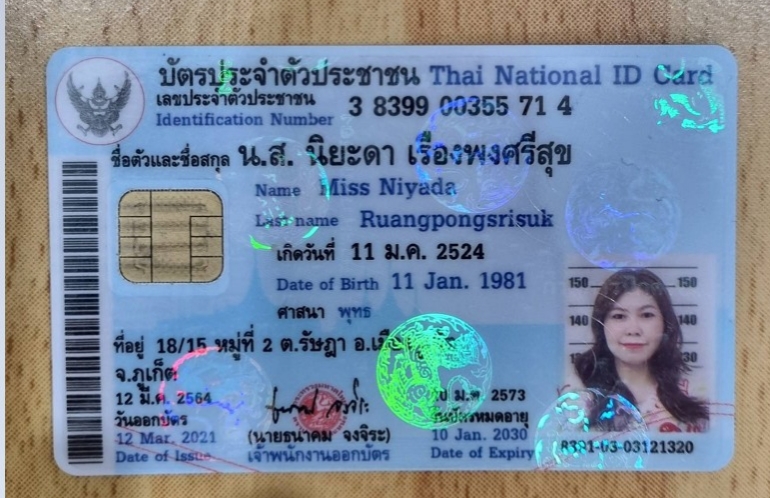 บัตรประจำตัวประชาชน Thai National ID Card
เลขประจำตัวประชาชน 3 8399 00355 71 4
Identification Number
ชื่อตัวและชื่อสกุล น.ส. นิยะดา เรืองพงศรีสุข
Name Miss Niyada
Last name Ruangpongsrisuk
เกิดวันที่ 11 ม.ค. 2524
Date of Birth 11 Jan. 1981
ศาสนา พุทธ
ที่อยู่ 18/15 หมู่ที่ 2 ต.รัษฎา
จ.ภูเก็ต
12 มี.ค. 2564
วันออกบัตร
12 Mar. 2021
Date of Issue
(นายธนาคม จงจิระ)
เจ้าพนักงานออกบัตร
10 ม.ค. 2573
วันบัตรหมดอายุ
10 Jan. 2030
Date of Expiry
150 150
140 140
8391-03-03121320